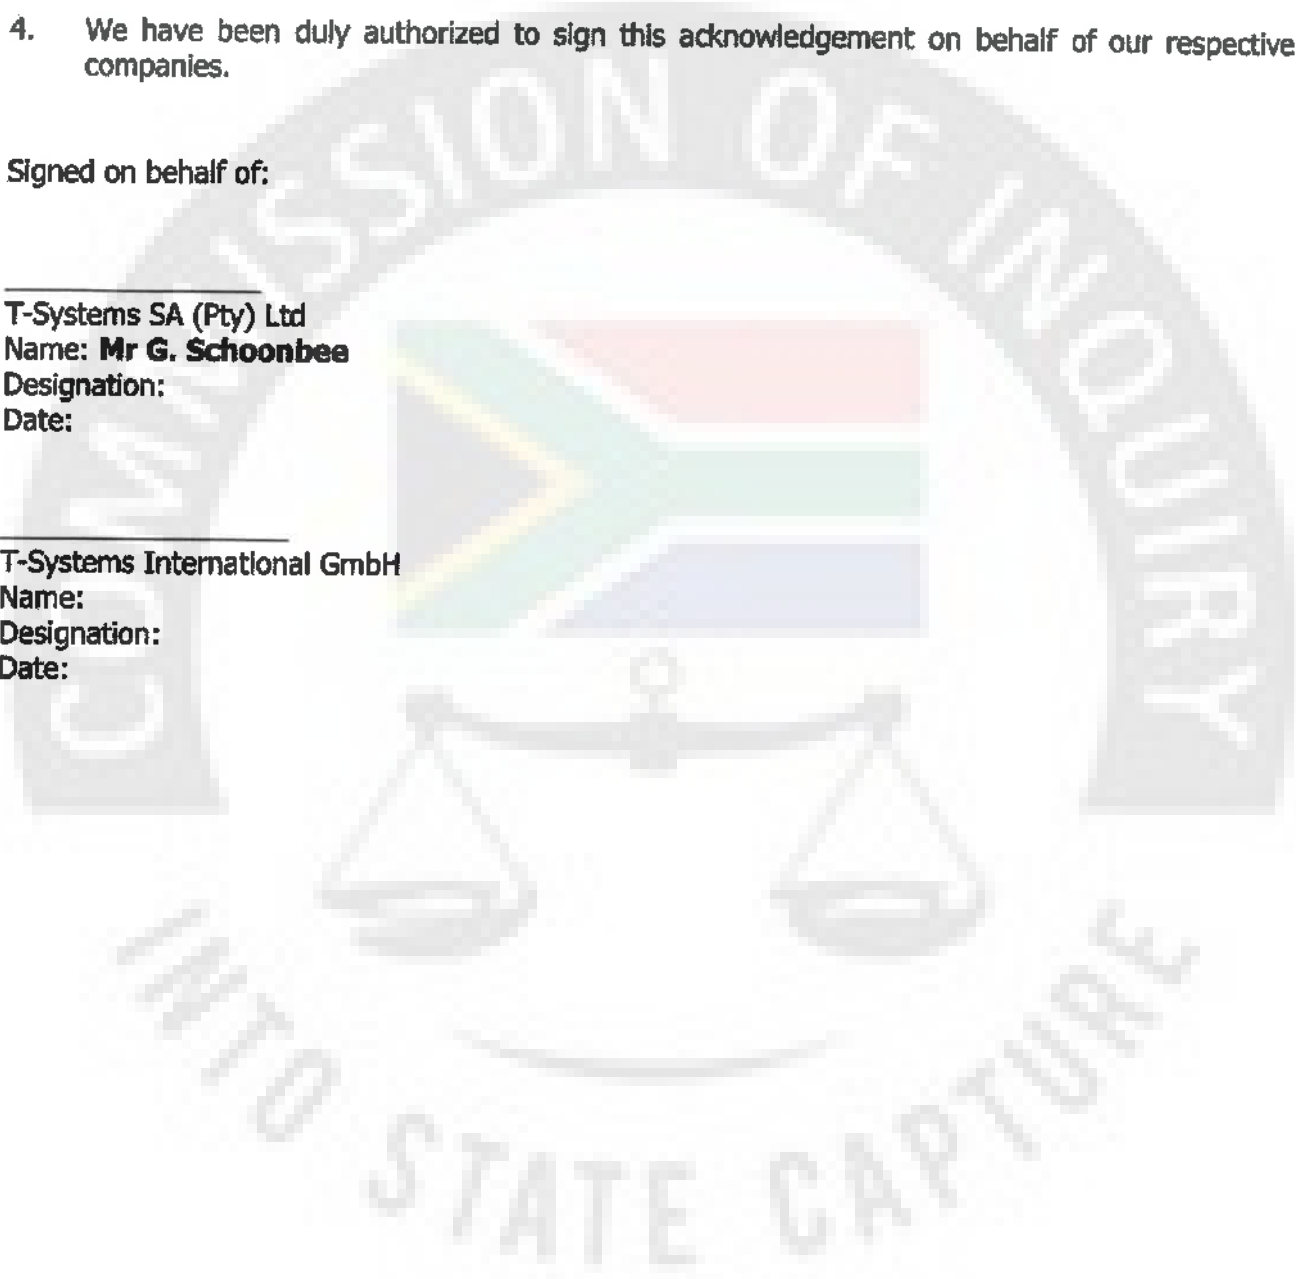 4. We have been duly authorized to sign this acknowledgement on behalf of our respective
companies.
Signed on behalf of:
T-Systems SA (Pty) Ltd
Name: Mr G. Schoonbee
Designation:
Date:
T-Systems International GmbH
Name:
Designation:
Date:
COMMISSION OF INQUIRY
INTO STATE CAPTURE